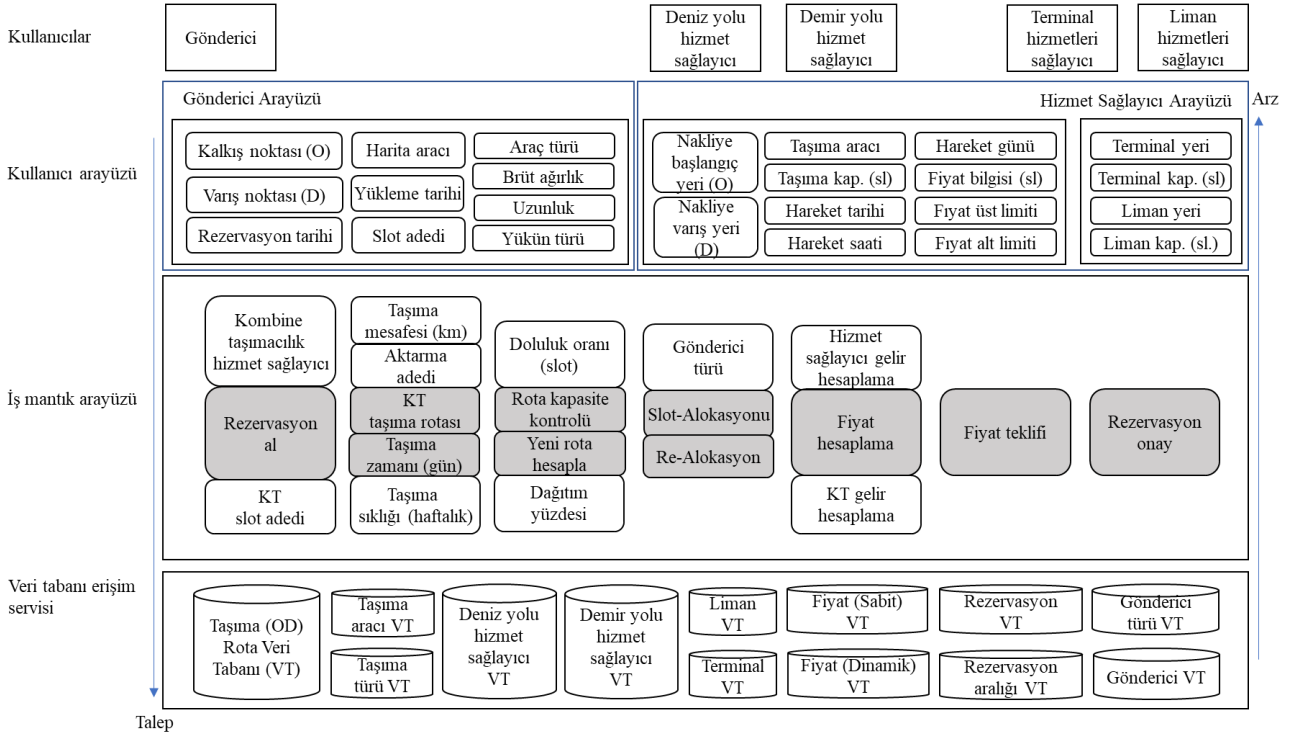 Kullanıcılar
Gönderici
Deniz yolu
hizmet
sağlayıcı
Demir yolu
hizmet
sağlayıcı
Terminal
hizmetleri
sağlayıcı
Liman
hizmetleri
sağlayıcı
Gönderici Arayüzü
Hizmet Sağlayıcı Arayüzü
Arz
Kullanıcı arayüzü
Kalkış noktası (O)
Varış noktası (D)
Rezervasyon tarihi
Harita aracı
Yükleme tarihi
Slot adedi
Araç türü
Brüt ağırlık
Uzunluk
Yükün türü
Nakliye
başlangıç
yeri (O)
Nakliye
varış yeri
(D)
Taşıma aracı
Taşıma kap. (sl)
Hareket tarihi
Hareket saati
Hareket günü
Fiyat bilgisi (sl)
Fıyat üst limiti
Fıyat alt limiti
Terminal yeri
Terminal kap. (sl)
Liman yeri
Liman kap. (sl.)
İş mantık arayüzü
Kombine
taşımacılık
hizmet sağlayıcı
Rezervasyon
al
KT
slot adedi
Taşıma
mesafesi (km)
Aktarma
adedi
KT
taşıma rotası
Taşıma
zamanı (gün)
Taşıma
sıklığı (haftalık)
Doluluk oranı
(slot)
Rota kapasite
kontrolü
Yeni rota
hesapla
Dağıtım
yüzdesi
Gönderici
türü
Slot-Alokasyonu
Re-Alokasyon
Hizmet
sağlayıcı gelir
hesaplama
Fiyat
hesaplama
KT gelir
hesaplama
Fiyat teklifi
Rezervasyon
onay
Veri tabanı erişim
servisi
Taşıma (OD)
Rota Veri
Tabanı (VT)
Taşıma
aracı VT
Taşıma
türü VT
Deniz yolu
hizmet
sağlayıcı
VT
Demir yolu
hizmet
sağlayıcı
VT
Liman
VT
Terminal
VT
Fiyat (Sabit)
VT
Fiyat (Dinamik)
VT
Rezervasyon
VT
Rezervasyon
aralığı VT
Gönderici
türü VT
Gönderici VT
Talep